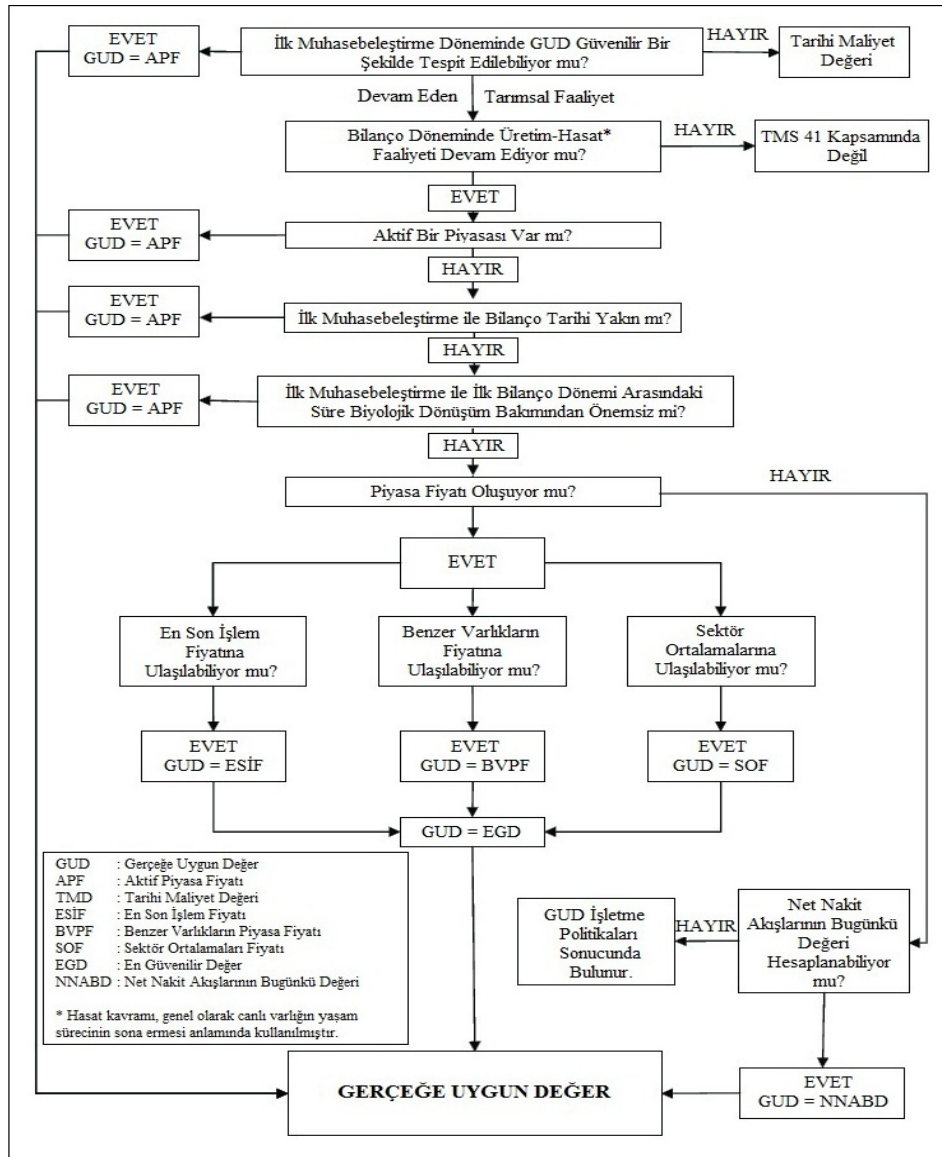 EVET
GUD = APF
İlk Muhasebeleştirme Döneminde GUD Güvenilir Bir
Şekilde Tespit Edilebiliyor mu?
HAYIR
Tarihi Maliyet
Değeri
Devam Eden
Tarımsal Faaliyet
Bilanço Döneminde Üretim-Hasat*
Faaliyeti Devam Ediyor mu?
HAYIR
TMS 41 Kapsamında
Değil
EVET
EVET
GUD = APF
Aktif Bir Piyasası Var mı?
HAYIR
EVET
GUD = APF
İlk Muhasebeleştirme ile Bilanço Tarihi Yakın mı?
HAYIR
EVET
GUD = APF
İlk Muhasebeleştirme ile İlk Bilanço Dönemi Arasındaki
Süre Biyolojik Dönüşüm Bakımından Önemsiz mi?
HAYIR
Piyasa Fiyatı Oluşuyor mu?
HAYIR
EVET
En Son İşlem
Fiyatına
Ulaşılabiliyor mu?
Benzer Varlıkların
Fiyatına
Ulaşılabiliyor mu?
Sektör
Ortalamalarına
Ulaşılabiliyor mu?
EVET
GUD = ESİF
EVET
GUD = BVPF
EVET
GUD = SOF
GUD = EGD
GUD : Gerçeğe Uygun Değer
APF : Aktif Piyasa Fiyatı
TMD : Tarihi Maliyet Değeri
ESİF : En Son İşlem Fiyatı
BVPF : Benzer Varlıkların Piyasa Fiyatı
SOF : Sektör Ortalamaları Fiyatı
EGD : En Güvenilir Değer
NNABD : Net Nakit Akışlarının Bugünkü Değeri
* Hasat kavramı, genel olarak canlı varlığın yaşam
sürecinin sona ermesi anlamında kullanılmıştır.
GUD İşletme
Politikaları
Sonucunda
Bulunur.
HAYIR
Net Nakit
Akışlarının Bugünkü
Değeri
Hesaplanabiliyor
mu?
EVET
GUD = NNABD
GERÇEĞE UYGUN DEĞER